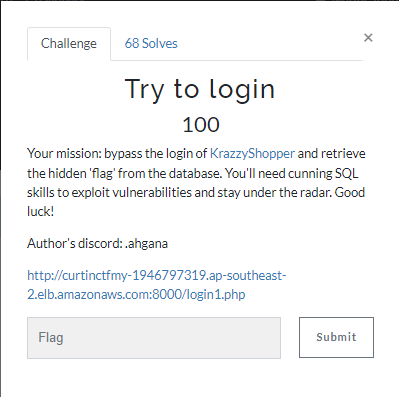 Challenge
68 Solves
×
Try to login
100
Your mission: bypass the login of KrazzyShopper and retrieve
the hidden 'flag' from the database. You'll need cunning SQL
skills to exploit vulnerabilities and stay under the radar. Good
luck!
Author's discord: .ahgana
http://curtinctfmy-1946797319.ap-southeast-
2.elb.amazonaws.com:8000/login1.php
Flag
Submit